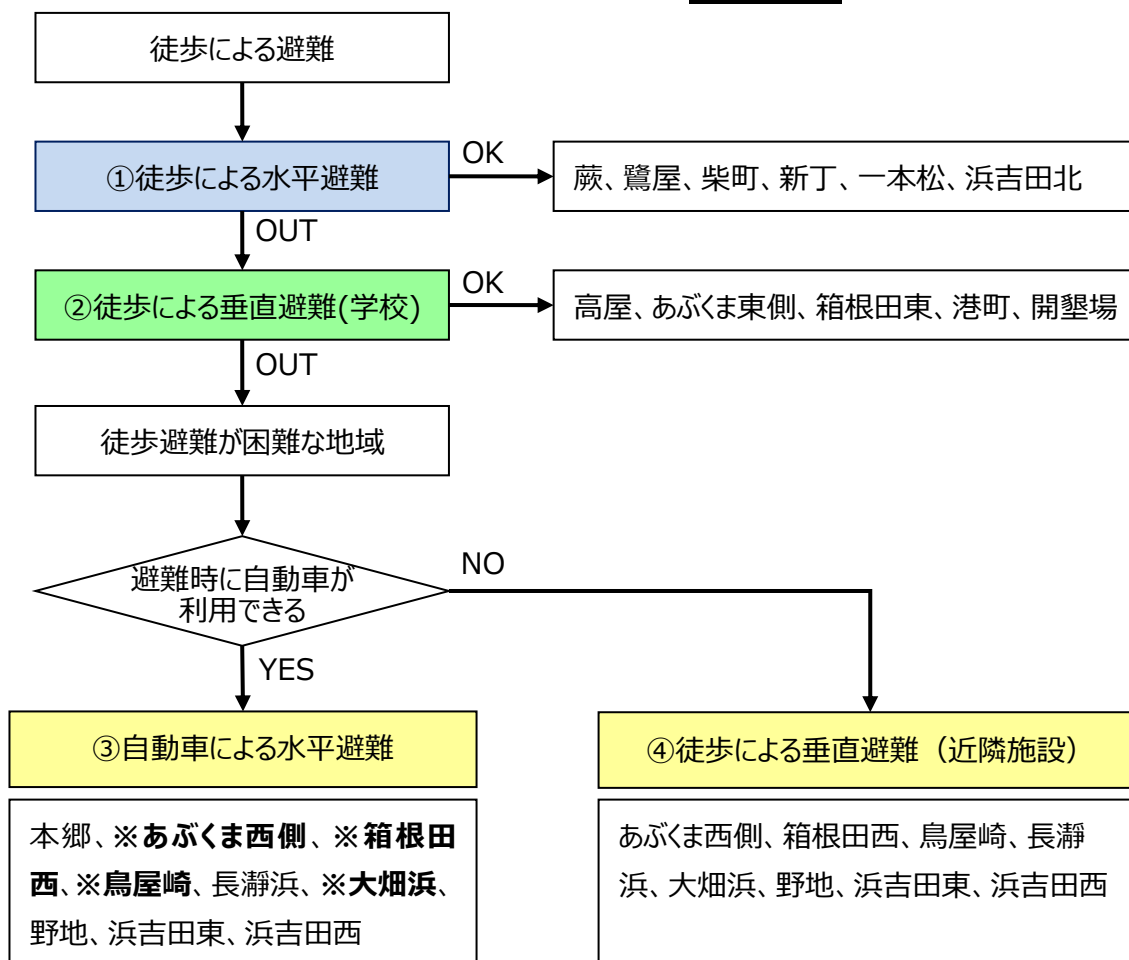 徒歩による避難
①徒歩による水平避難
OK
蕨、鷺屋、柴町、新丁、一本松、浜吉田北
OUT
②徒歩による垂直避難(学校)
OK
高屋、あぶくま東側、箱根田東、港町、開墾場
OUT
徒歩避難が困難な地域
避難時に自動車が
利用できる
NO
YES
③自動車による水平避難
本郷、※あぶくま西側、※箱根田
西、※鳥屋崎、長瀞浜、※大畑浜、
野地、浜吉田東、浜吉田西
④徒歩による垂直避難（近隣施設）
あぶくま西側、箱根田西、鳥屋崎、長瀞
浜、大畑浜、野地、浜吉田東、浜吉田西